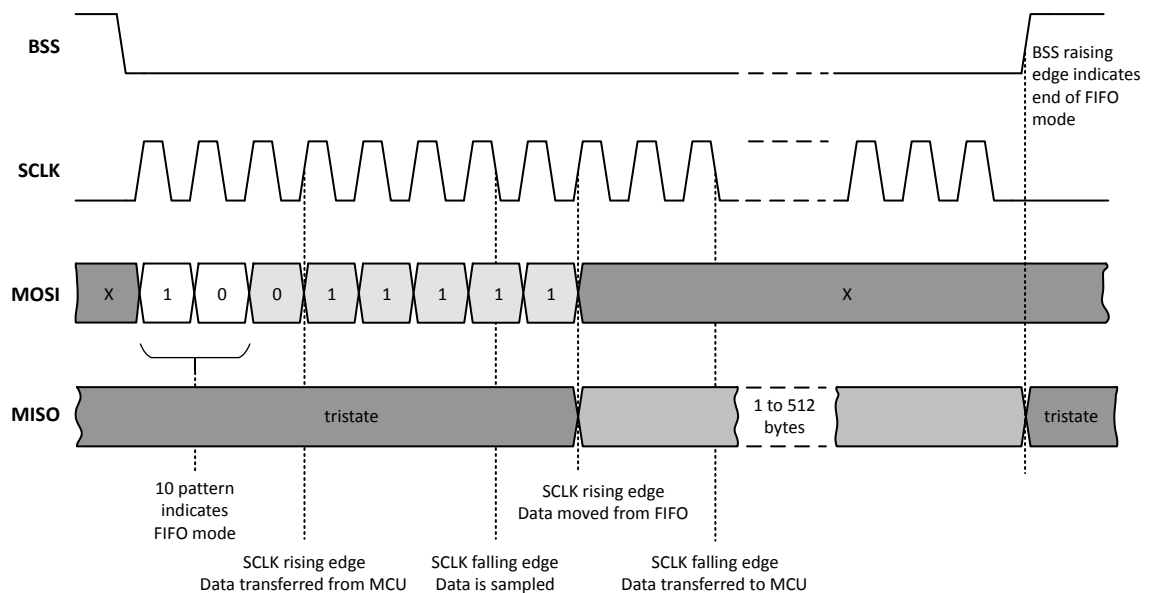 BSS
BSS raising
edge indicates
end of FIFO
mode
SCLK
MOSI
X
1
0
0
1
1
1
1
1
X
MISO
tristate
1 to 512
bytes
tristate
10 pattern
indicates
FIFO mode
SCLK rising edge
Data moved from FIFO
SCLK rising edge
Data transferred from MCU
SCLK falling edge
Data is sampled
SCLK falling edge
Data transferred to MCU